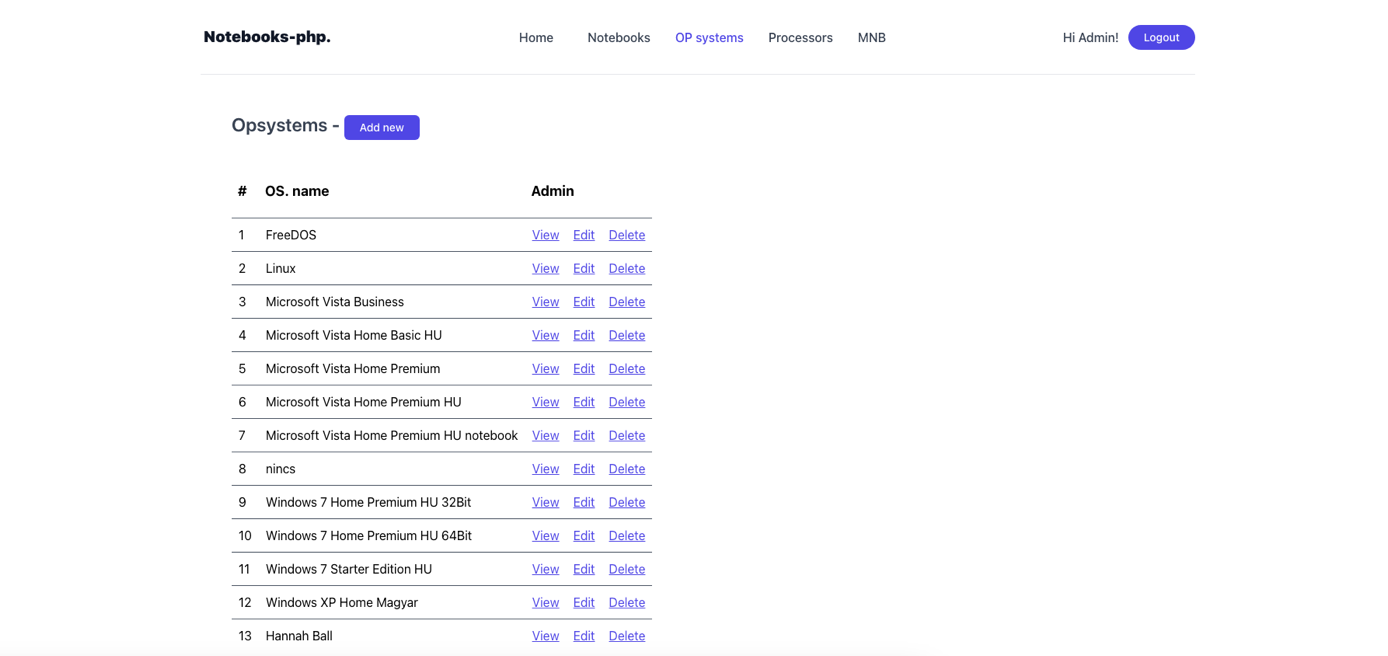 Notebooks-php. Home Notebooks OP systems Processors MNB Hi Admin! Logout
Opsystems - Add new
# OS. name Admin
1 FreeDOS View Edit Delete
2 Linux View Edit Delete
3 Microsoft Vista Business View Edit Delete
4 Microsoft Vista Home Basic HU View Edit Delete
5 Microsoft Vista Home Premium View Edit Delete
6 Microsoft Vista Home Premium HU View Edit Delete
7 Microsoft Vista Home Premium HU notebook View Edit Delete
8 nincs View Edit Delete
9 Windows 7 Home Premium HU 32Bit View Edit Delete
10 Windows 7 Home Premium HU 64Bit View Edit Delete
11 Windows 7 Starter Edition HU View Edit Delete
12 Windows XP Home Magyar View Edit Delete
13 Hannah Ball View Edit Delete